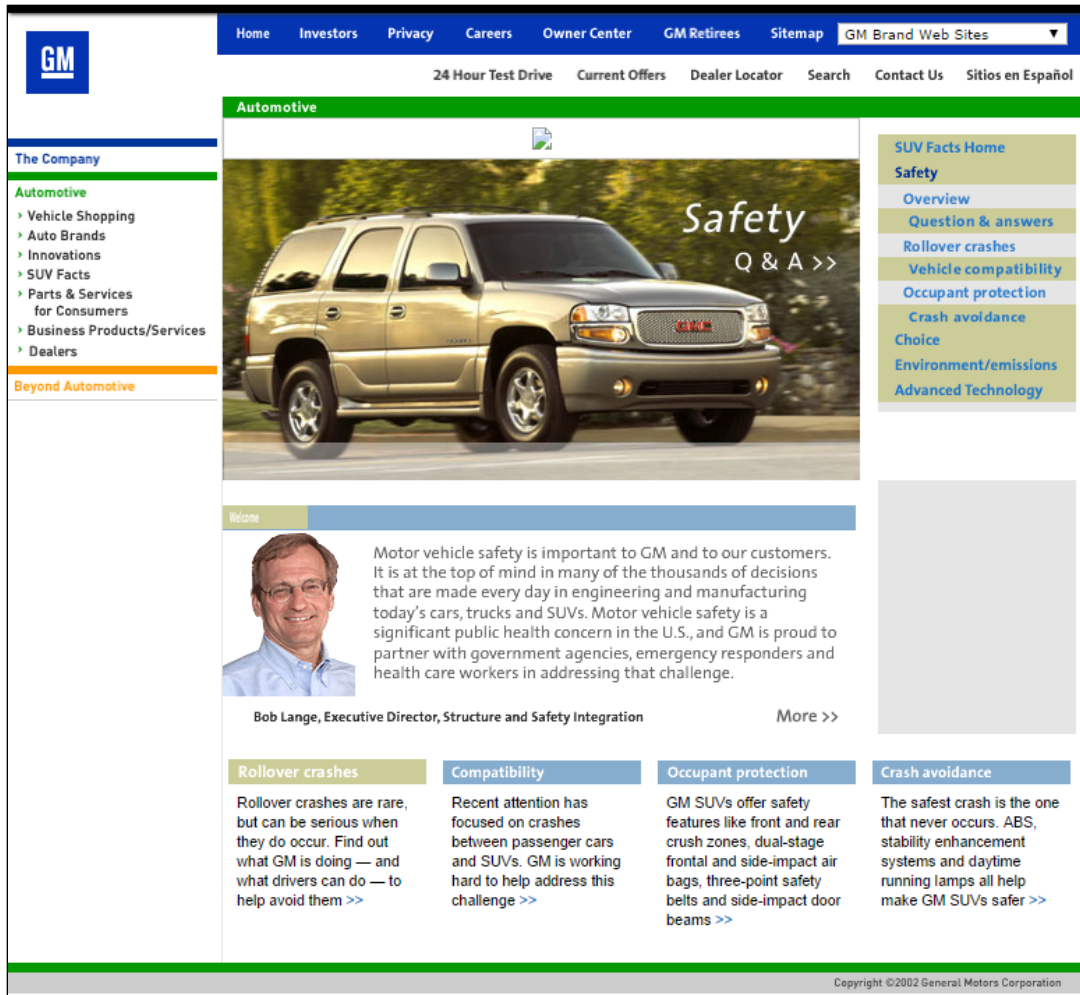 GM
Home Investors Privacy Careers Owner Center GM Retirees Sitemap GM Brand Web Sites
24 Hour Test Drive Current Offers Dealer Locator Search Contact Us Sitios en Español
Automotive
The Company
Automotive
› Vehicle Shopping
› Auto Brands
› Innovations
› SUV Facts
› Parts & Services
for Consumers
› Business Products/Services
› Dealers
Beyond Automotive
Safety
Q & A >>
GMC
SUV Facts Home
Safety
Overview
Question & answers
Rollover crashes
Vehicle compatibility
Occupant protection
Crash avoidance
Choice
Environment/emissions
Advanced Technology
Welcome
Motor vehicle safety is important to GM and to our customers.
It is at the top of mind in many of the thousands of decisions
that are made every day in engineering and manufacturing
today's cars, trucks and SUVs. Motor vehicle safety is a
significant public health concern in the U.S., and GM is proud to
partner with government agencies, emergency responders and
health care workers in addressing that challenge.
Bob Lange, Executive Director, Structure and Safety Integration
More >>
Rollover crashes
Rollover crashes are rare,
but can be serious when
they do occur. Find out
what GM is doing — and
what drivers can do — to
help avoid them >>
Compatibility
Recent attention has
focused on crashes
between passenger cars
and SUVs. GM is working
hard to help address this
challenge >>
Occupant protection
GM SUVs offer safety
features like front and rear
crush zones, dual-stage
frontal and side-impact air
bags, three-point safety
belts and side-impact door
beams >>
Crash avoidance
The safest crash is the one
that never occurs. ABS,
stability enhancement
systems and daytime
running lamps all help
make GM SUVs safer >>
Copyright ©2002 General Motors Corporation